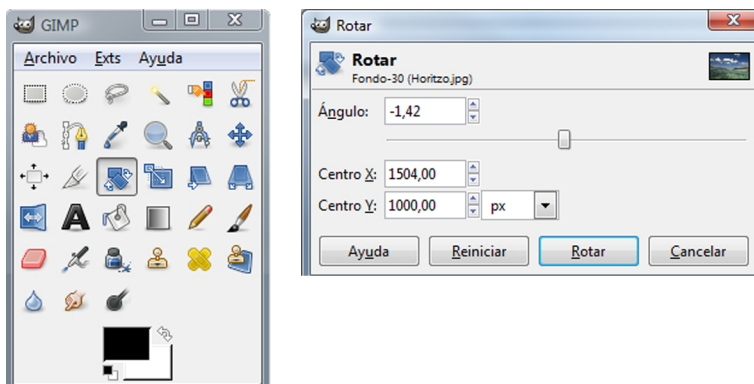 GIMP
Archivo Exts Ayuda
Rotar
Rotar
Fondo-30 (Horitzo.jpg)
Ángulo: -1,42
Centro X: 1504,00
Centro Y: 1000,00 px
Ayuda Reiniciar Rotar Cancelar